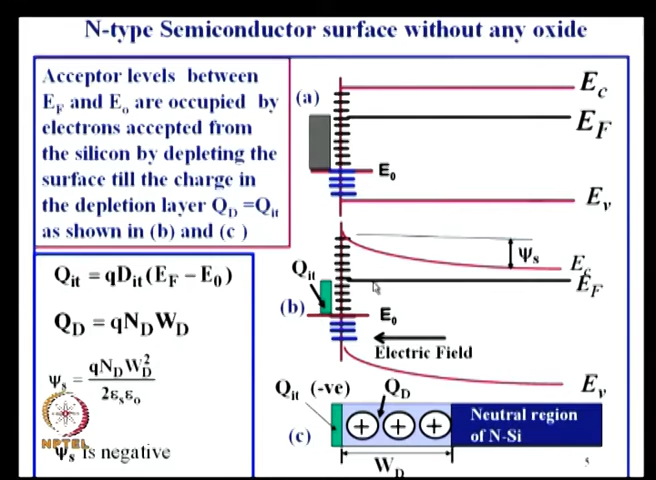 N-type Semiconductor surface without any oxide
Acceptor levels between
E_F and E_o are occupied by
electrons accepted from
the silicon by depleting the
surface till the charge in
the depletion layer Q_D =Q_it
as shown in (b) and (c )
Q_it = qD_it (E_F − E_0)
Q_D = qN_D W_D
ψ_s = qN_D W_D^2 / 2ε_s ε_o
NPTEL
Ψ_s is negative
(a)
E_c
E_F
E_0
E_v
Q_it
Ψ_s
E_c
E_F
(b)
E_0
Electric Field
E_v
Q_it (-ve)
Q_D
(c)
+ + +
Neutral region
of N-Si
W_D
5